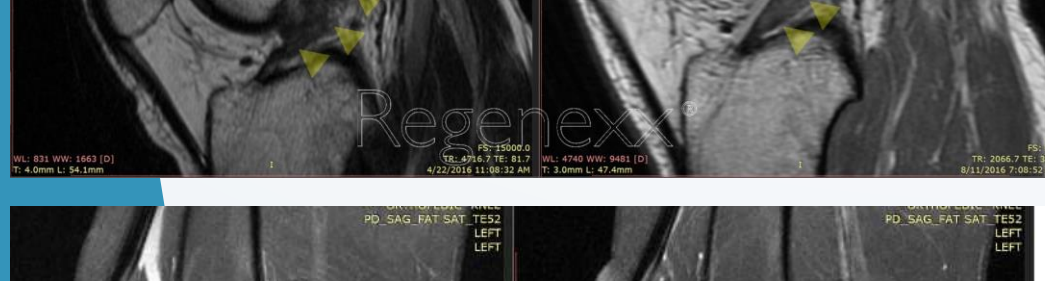 Regenexx®
WL: 831 WW: 1663 [D]
T: 4.0mm L: 54.1mm
I
FS: 15000.0
TR: 4716.7 TE: 81.7
4/22/2016 11:08:32 AM
WL: 4740 WW: 9481 [D]
T: 3.0mm L: 47.4mm
I
FS:
TR: 2066.7 TE: 3
8/11/2016 7:08:52
PD_SAG_FAT SAT_TE52
LEFT
LEFT
PD_SAG_FAT SAT_TE52
LEFT
LEFT